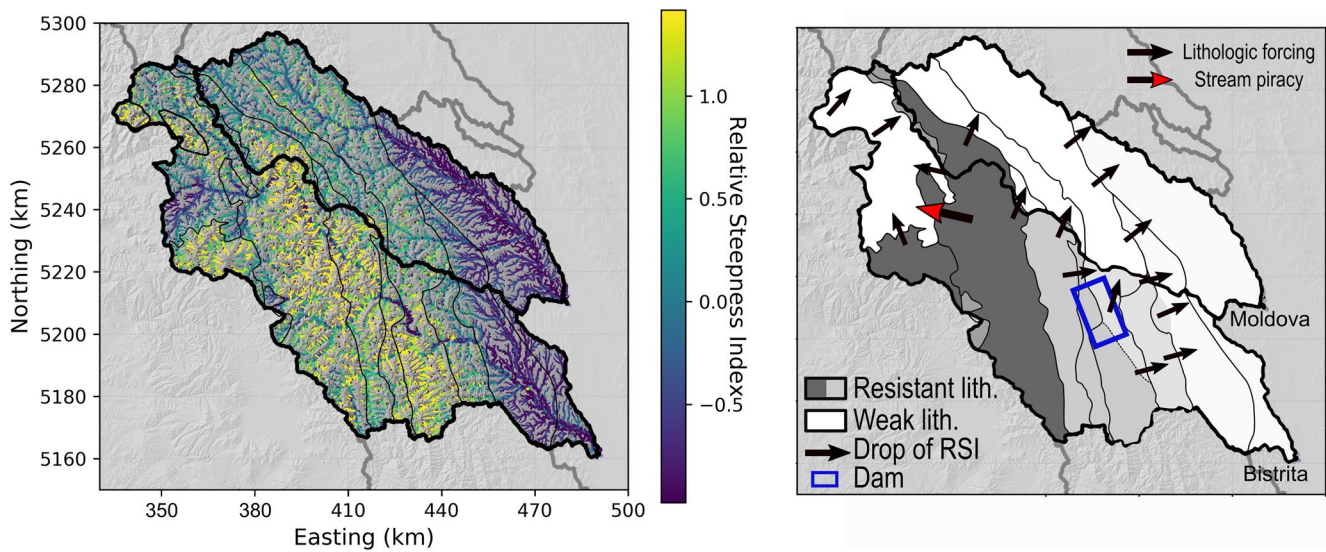 5300
5280
5260
5240
5220
5200
5180
5160
Northing (km)
350
380
410
440
470
500
Easting (km)
1.0
0.5
0.0
−0.5
Relative Steepness Index
Lithologic forcing
Stream piracy
Moldova
Bistrita
Resistant lith.
Weak lith.
Drop of RSI
Dam